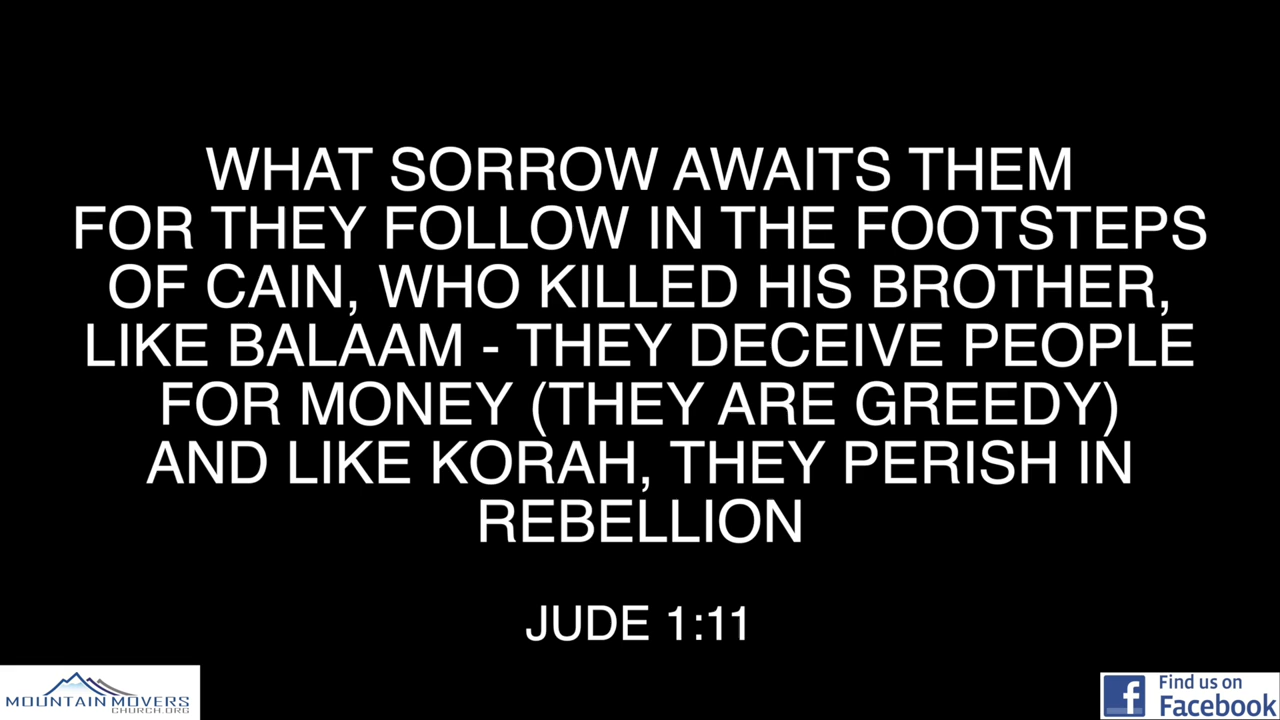 WHAT SORROW AWAITS THEM
FOR THEY FOLLOW IN THE FOOTSTEPS
OF CAIN, WHO KILLED HIS BROTHER,
LIKE BALAAM - THEY DECEIVE PEOPLE
FOR MONEY (THEY ARE GREEDY)
AND LIKE KORAH, THEY PERISH IN
REBELLION
JUDE 1:11
MOUNTAIN MOVERS
CHURCH.ORG
f
Find us on
Facebook